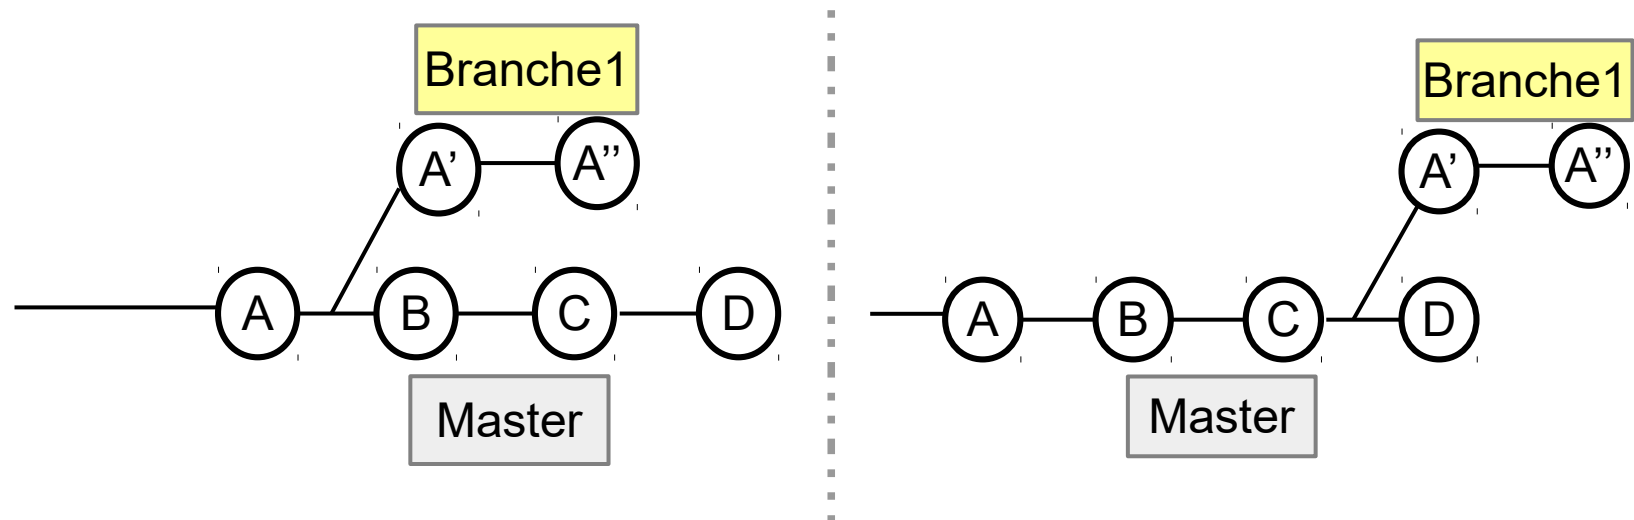 Branche1
A' A''
A B C D
Master
Branche1
A' A''
A B C D
Master